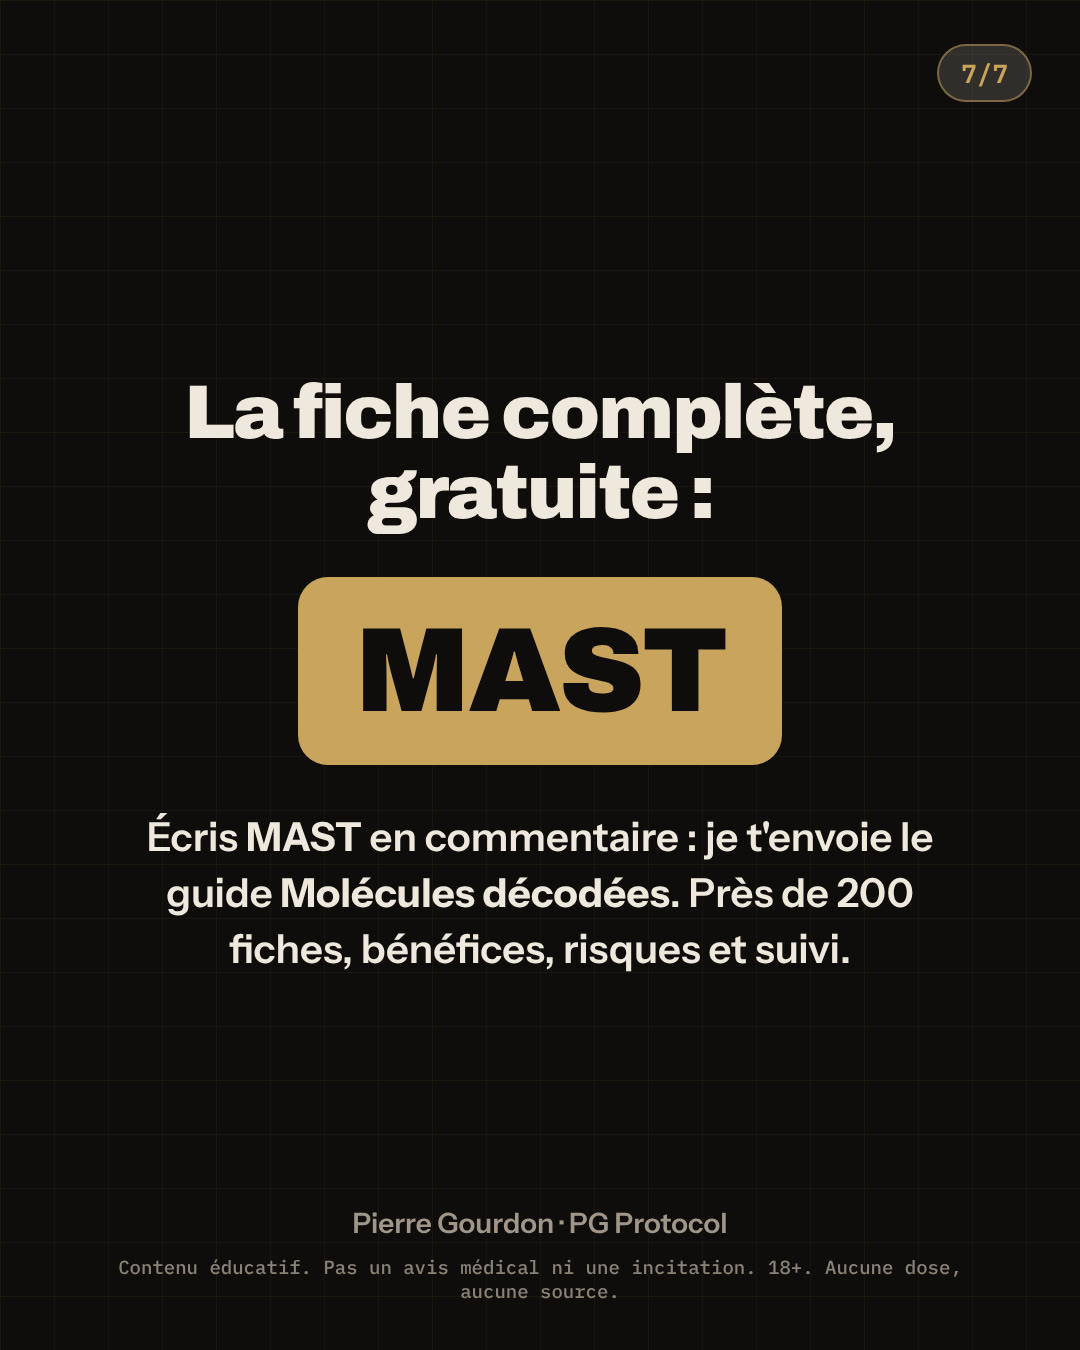 7/7
La fiche complète,
gratuite :
MAST
Écris MAST en commentaire : je t'envoie le
guide Molécules décodées. Près de 200
fiches, bénéfices, risques et suivi.
Pierre Gourdon · PG Protocol
Contenu éducatif. Pas un avis médical ni une incitation. 18+. Aucune dose,
aucune source.